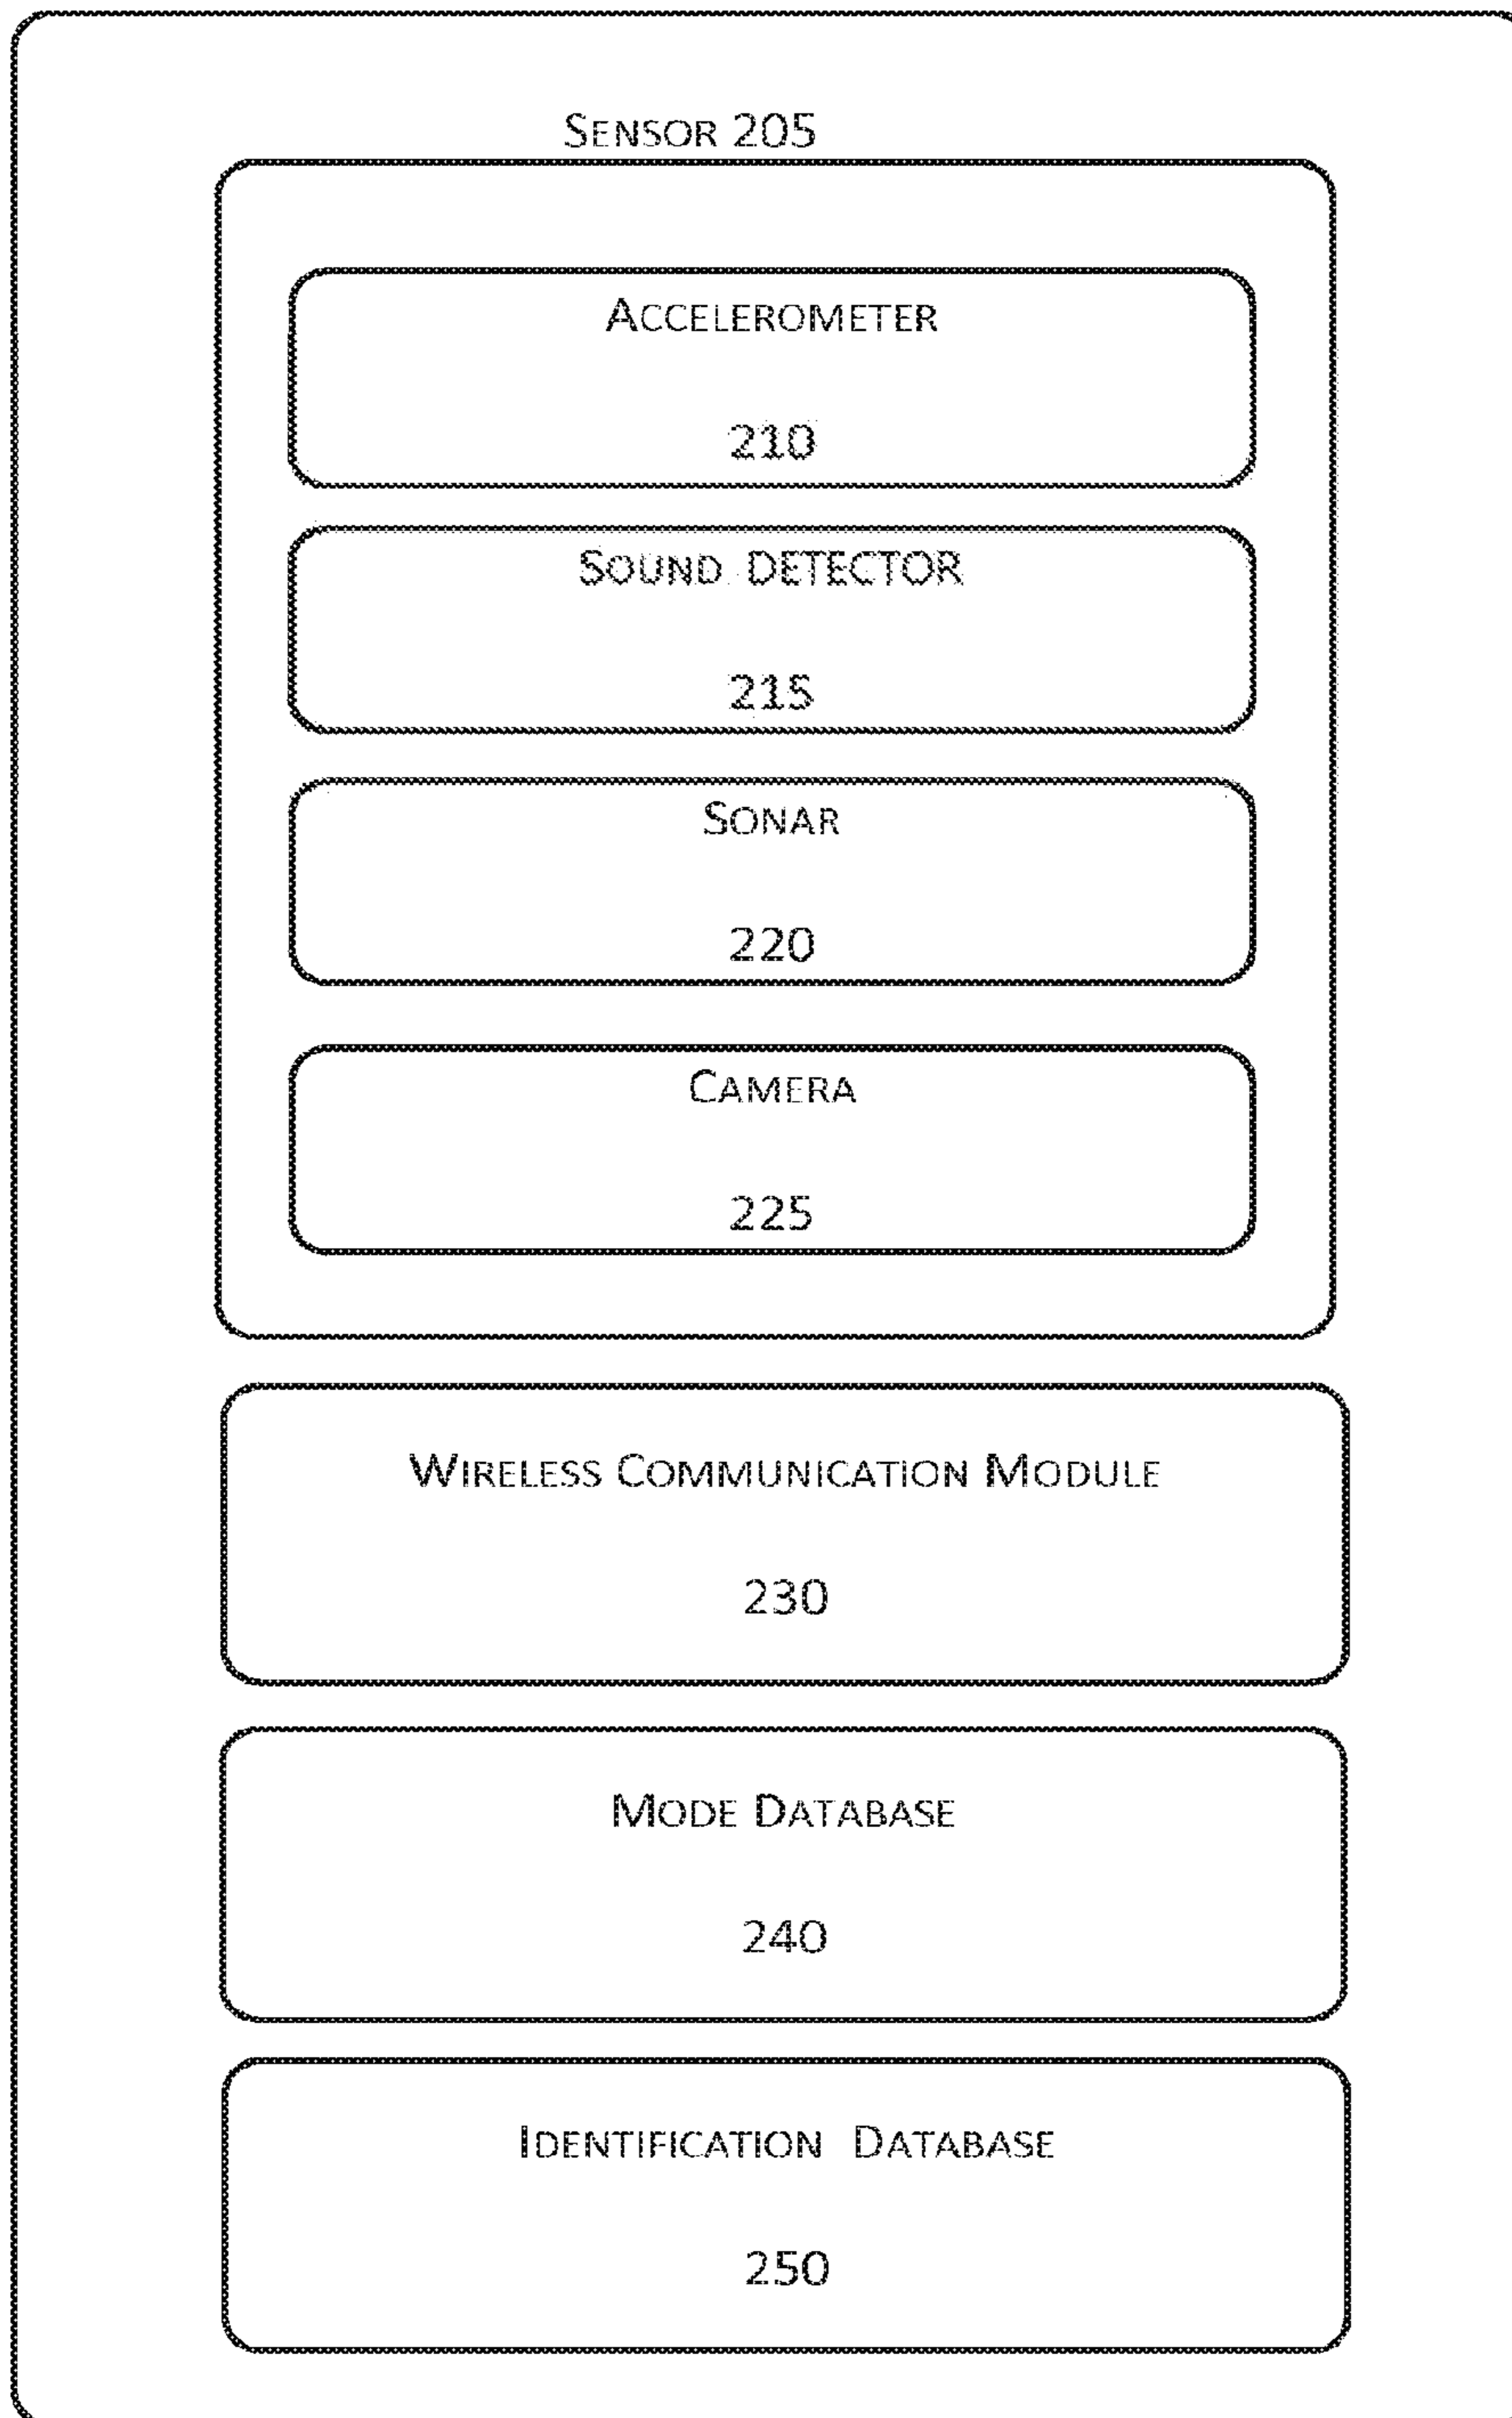 SENSOR 205
ACCELEROMETER
210
SOUND DETECTOR
215
SONAR
220
CAMERA
225
WIRELESS COMMUNICATION MODULE
230
MODE DATABASE
240
IDENTIFICATION DATABASE
250